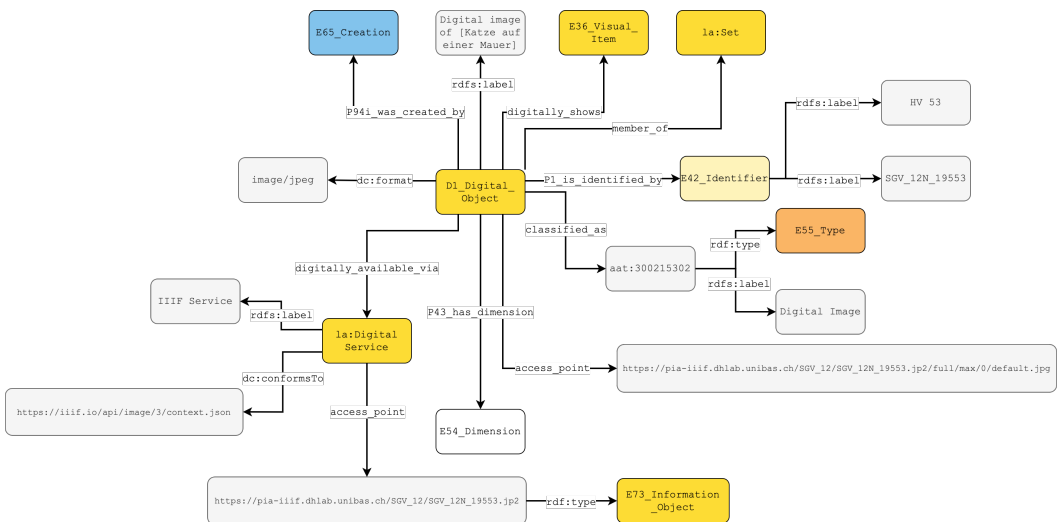 E65_Creation
Digital image
of [Katze auf
einer Mauer]
E36_Visual_
Item
la:Set
rdfs:label
P94i_was_created_by
digitally_shows
member_of
rdfs:label
HV 53
image/jpeg
dc:format
D1_Digital_
Object
P1_is_identified_by
E42_Identifier
rdfs:label
SGV_12N_19553
classified_as
E55_Type
rdf:type
digitally_available_via
aat:300215302
rdfs:label
IIIF Service
rdfs:label
P43_has_dimension
Digital Image
la:Digital
Service
dc:conformsTo
access_point
https://pia-iiif.dhlab.unibas.ch/SGV_12/SGV_12N_19553.jp2/full/max/0/default.jpg
https://iiif.io/api/image/3/context.json
access_point
E54_Dimension
https://pia-iiif.dhlab.unibas.ch/SGV_12/SGV_12N_19553.jp2
rdf:type
E73_Information
_Object